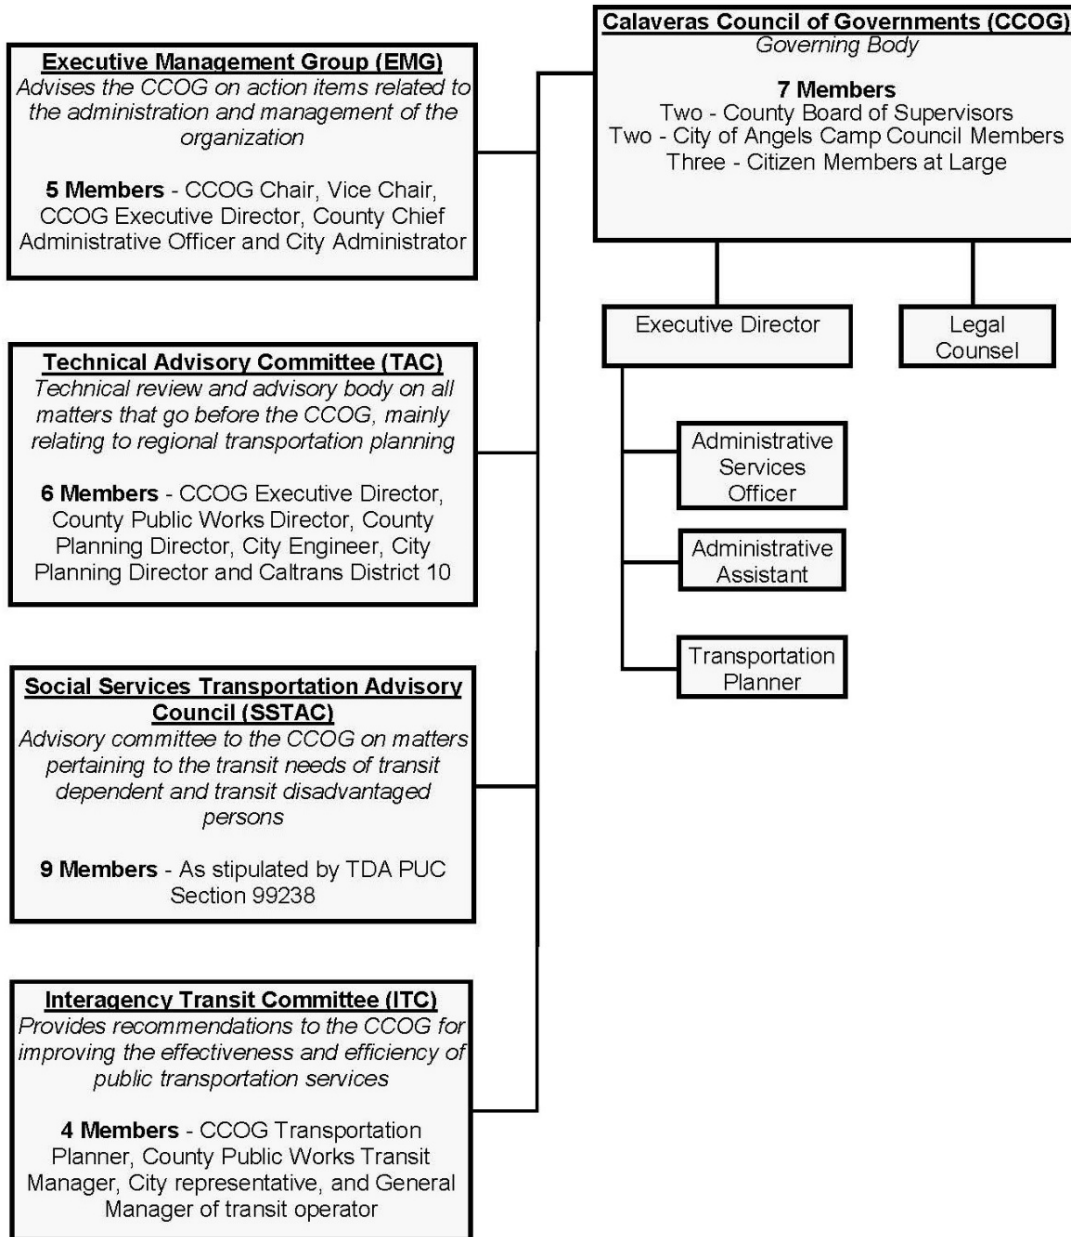 Calaveras Council of Governments (CCOG)
Governing Body
7 Members
Two - County Board of Supervisors
Two - City of Angels Camp Council Members
Three - Citizen Members at Large
Executive Management Group (EMG)
Advises the CCOG on action items related to
the administration and management of the
organization
5 Members - CCOG Chair, Vice Chair,
CCOG Executive Director, County Chief
Administrative Officer and City Administrator
Executive Director
Legal
Counsel
Technical Advisory Committee (TAC)
Technical review and advisory body on all
matters that go before the CCOG, mainly
relating to regional transportation planning
6 Members - CCOG Executive Director,
County Public Works Director, County
Planning Director, City Engineer, City
Planning Director and Caltrans District 10
Administrative
Services
Officer
Administrative
Assistant
Transportation
Planner
Social Services Transportation Advisory
Council (SSTAC)
Advisory committee to the CCOG on matters
pertaining to the transit needs of transit
dependent and transit disadvantaged
persons
9 Members - As stipulated by TDA PUC
Section 99238
Interagency Transit Committee (ITC)
Provides recommendations to the CCOG for
improving the effectiveness and efficiency of
public transportation services
4 Members - CCOG Transportation
Planner, County Public Works Transit
Manager, City representative, and General
Manager of transit operator